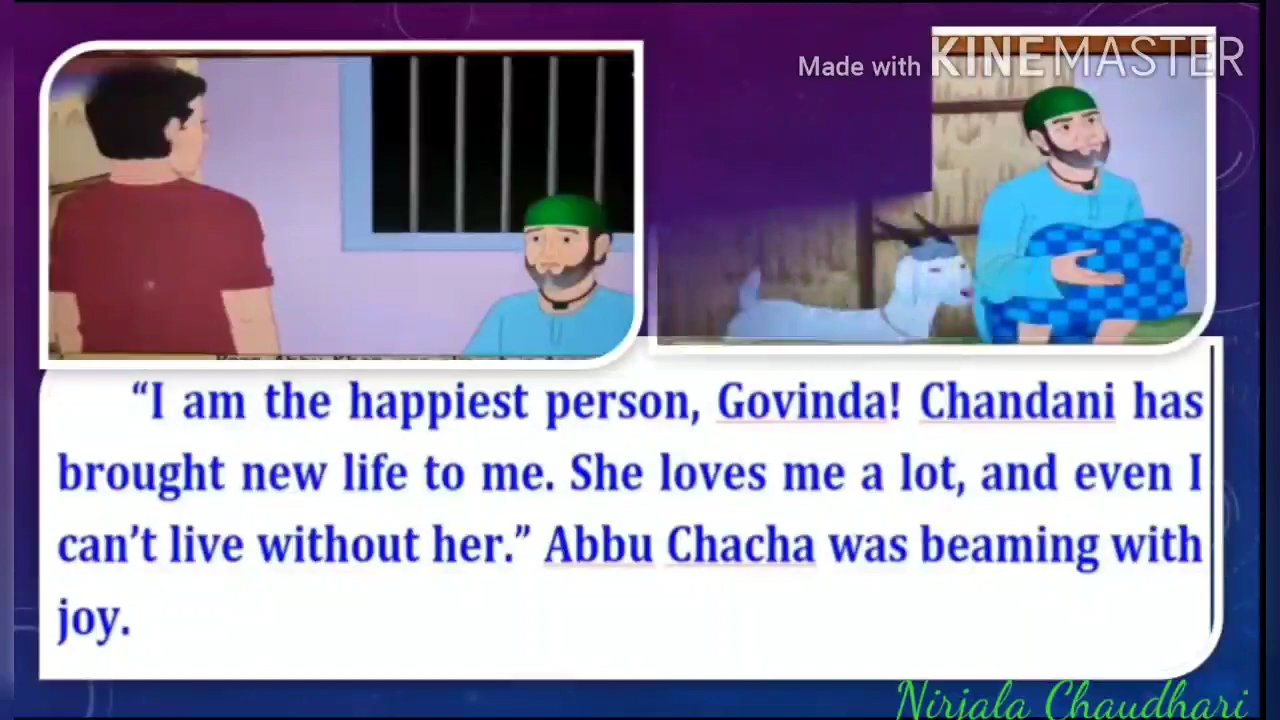 Made with KINEMASTER
“I am the happiest person, Govinda! Chandani has
brought new life to me. She loves me a lot, and even I
can’t live without her.” Abbu Chacha was beaming with
joy.
Nirjala Chaudhari